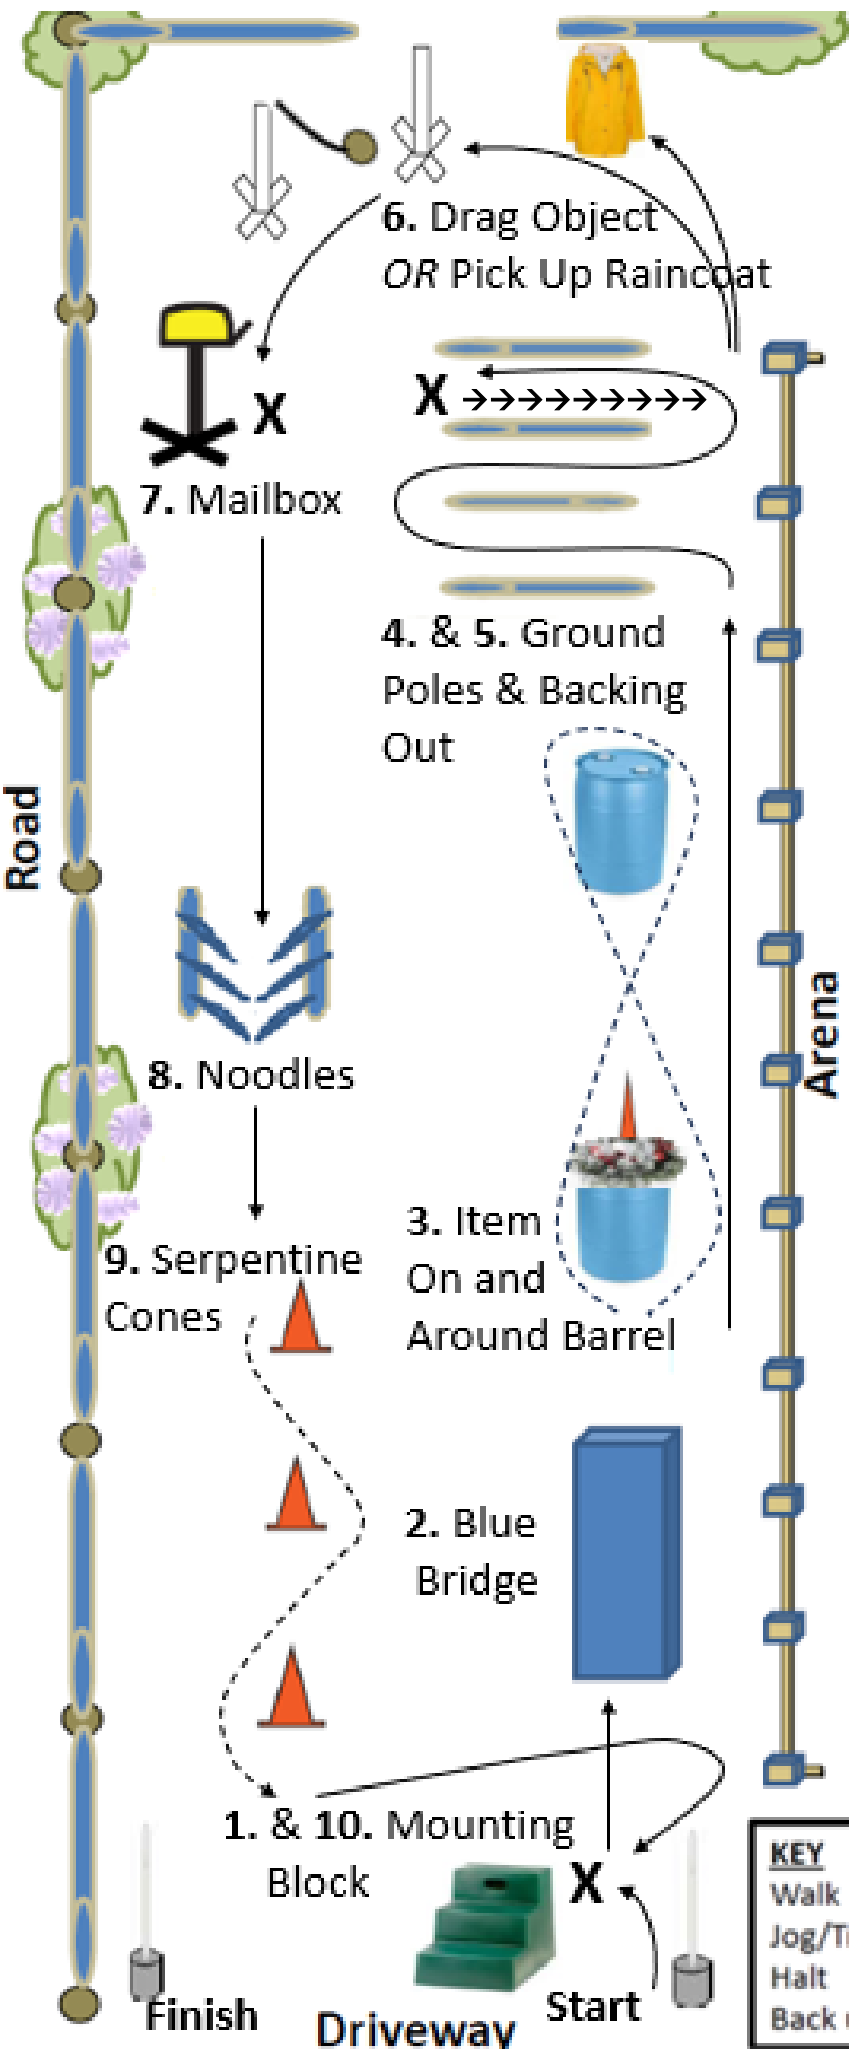 6. Drag Object
OR Pick Up Raincoat
X
X
7. Mailbox
4. & 5. Ground
Poles & Backing
Out
Road
Arena
8. Noodles
3. Item
On and
Around Barrel
9. Serpentine
Cones
2. Blue
Bridge
1. & 10. Mounting
Block
X
KEY
Walk
Jog/T
Halt
Back
Finish
Start
Driveway